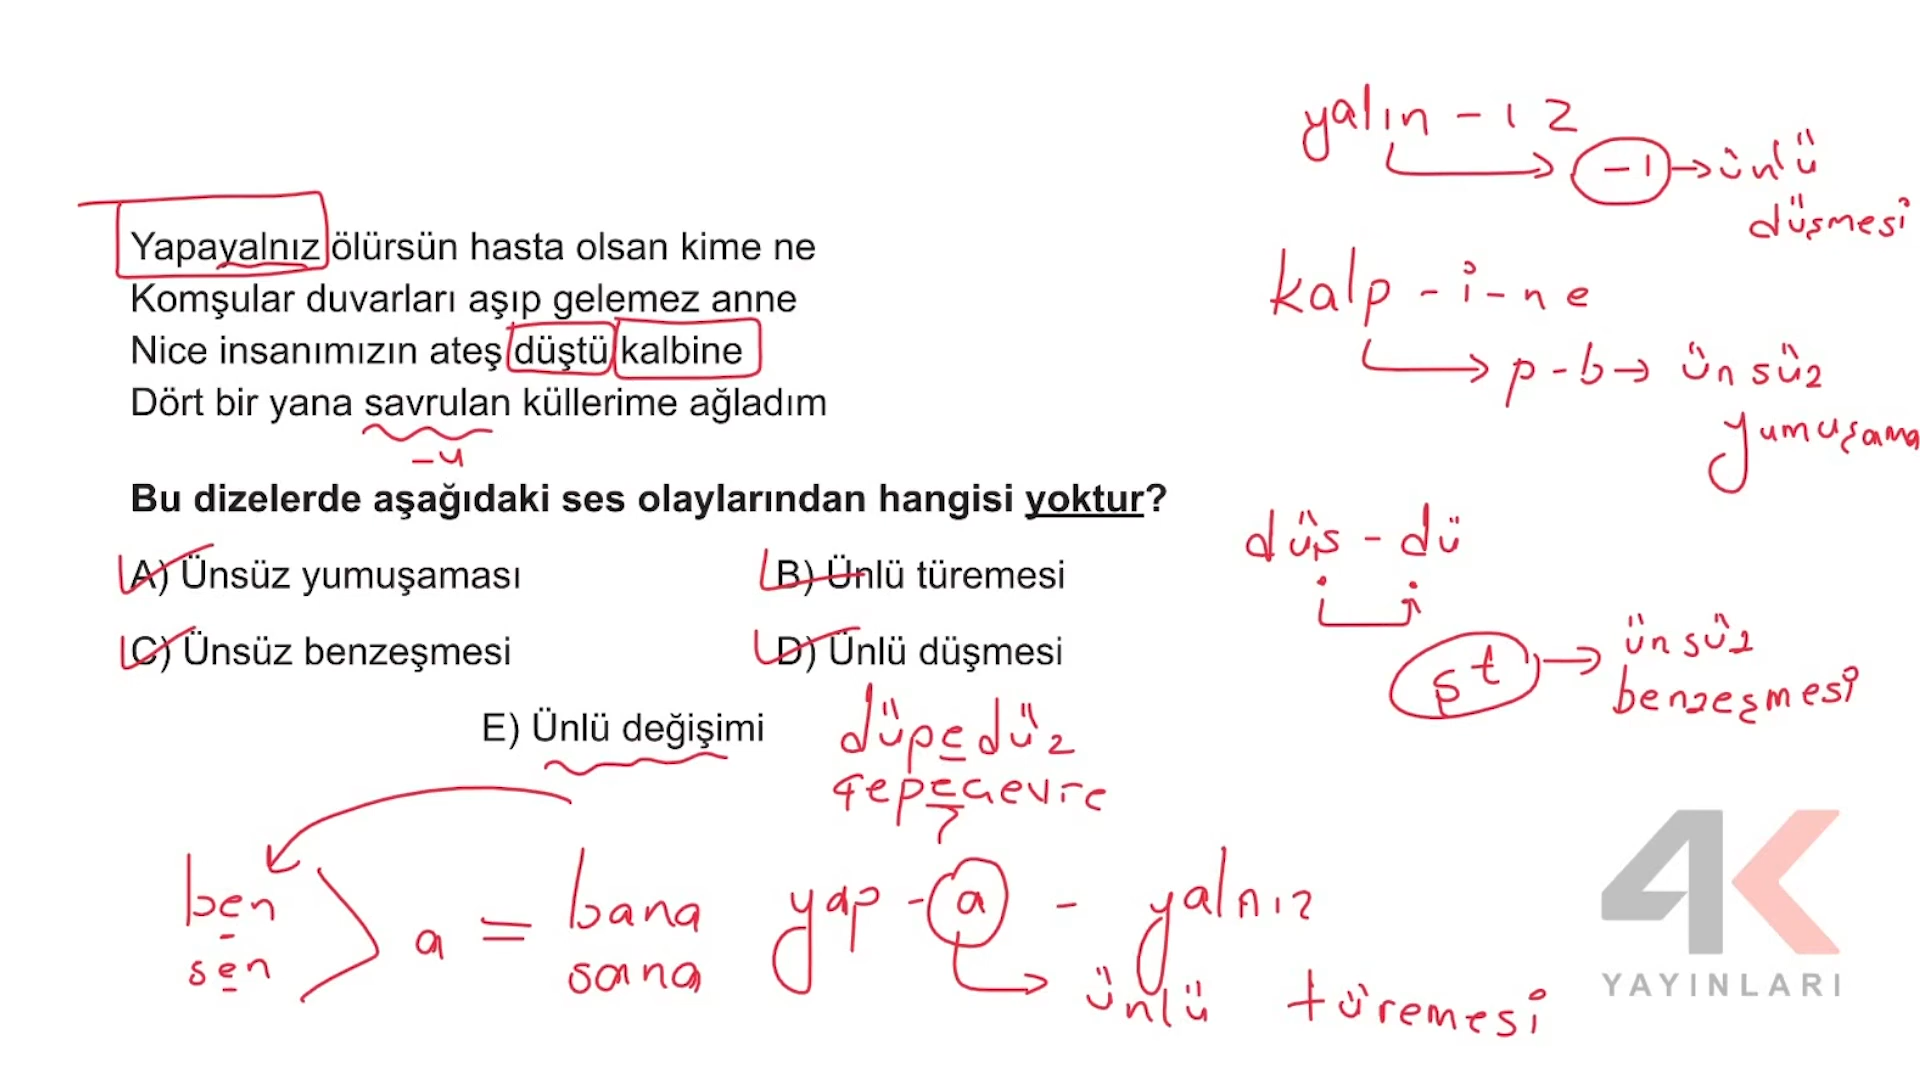 Yapayalnız ölürsün hasta olsan kime ne
Komşular duvarları aşıp gelemez anne
Nice insanımızın ateş düştü kalbine
Dört bir yana savrulan küllerime ağladım
-u
Bu dizelerde aşağıdaki ses olaylarından hangisi yoktur?
A) Ünsüz yumuşaması
B) Ünlü türemesi
C) Ünsüz benzeşmesi
D) Ünlü düşmesi
E) Ünlü değişimi
yalın - ız
-ı → ünlü
düşmesi
kalp - i - ne
p - b → ünsüz
yumuşama
düş - dü
şt → ünsüz
benzeşmesi
düpedüz
çepeçevre
ben
sen
a = bana
sana
yap - a - yalnız
ünlü türemesi
4K
YAYINLARI